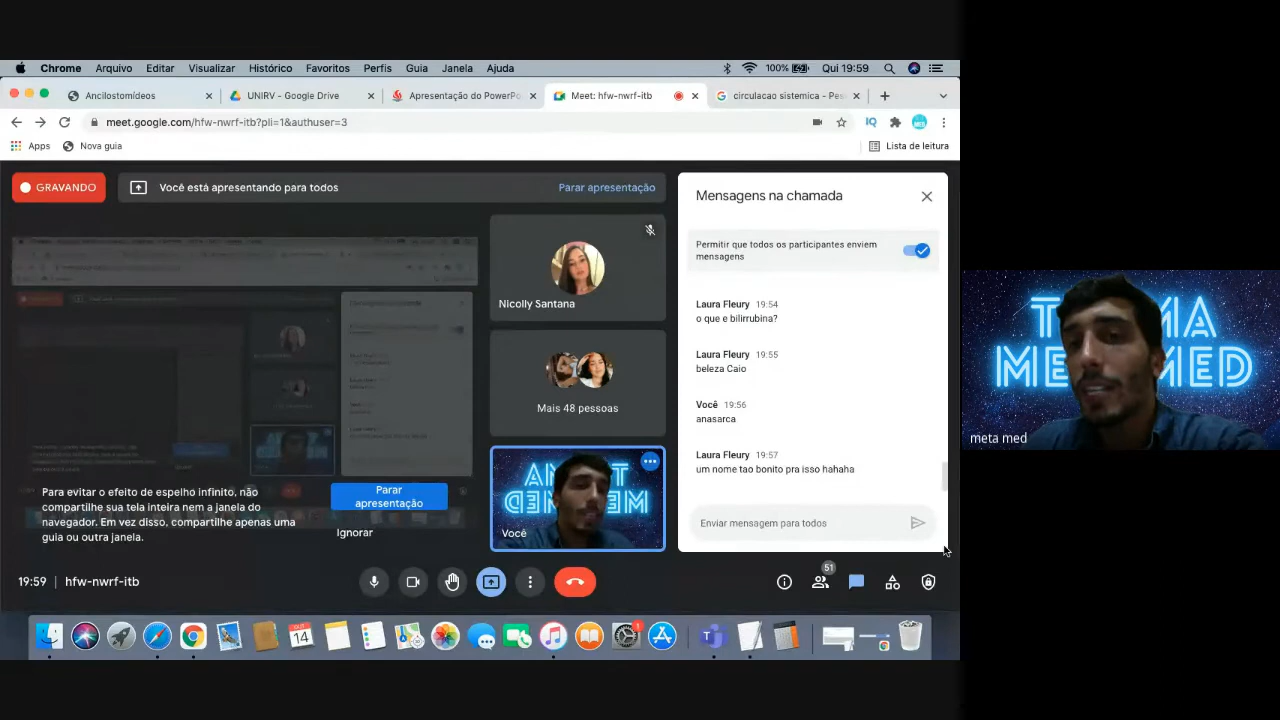 Chrome Arquivo Editar Visualizar Histórico Favoritos Perfis Guia Janela Ajuda 100% Qui 19:59
Ancilostomídeos × UNIRV - Google Drive × Apresentação do PowerPo × Meet: hfw-nwrf-itb × circulacao sistemica - Pes × +
meet.google.com/hfw-nwrf-itb?pli=1&authuser=3
IQ
Apps Nova guia Lista de leitura
GRAVANDO
Você está apresentando para todos Parar apresentação
Nicolly Santana
Mais 48 pessoas
Você
Para evitar o efeito de espelho infinito, não
compartilhe sua tela inteira nem a janela do
navegador. Em vez disso, compartilhe apenas uma
guia ou outra janela.
Parar
apresentação
Ignorar
Mensagens na chamada
Permitir que todos os participantes enviem
mensagens
Laura Fleury 19:54
o que e bilirrubina?
Laura Fleury 19:55
beleza Caio
Você 19:56
anasarca
Laura Fleury 19:57
um nome tao bonito pra isso hahaha
Enviar mensagem para todos
19:59 | hfw-nwrf-itb
51
14
1
meta med